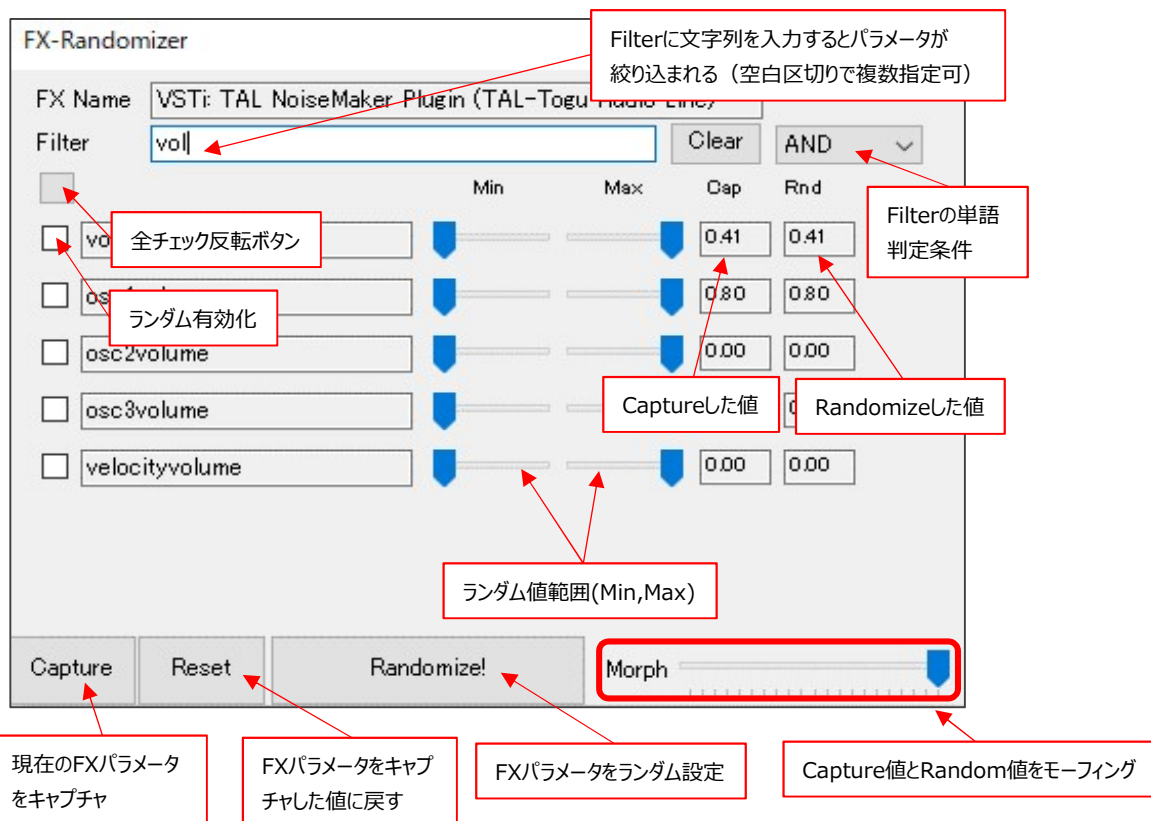 FX-Randomizer
Filterに文字列を入力するとパラメータが
絞り込まれる（空白区切りで複数指定可）
FX Name VSTi: TAL NoiseMaker Plugin (TAL-Togu Audio Line)
Filter vol Clear AND
Min Max Cap Rnd
Filterの単語
判定条件
全チェック反転ボタン
0.41 0.41
ランダム有効化
0.80 0.80
osc2volume 0.00 0.00
Captureした値 Randomizeした値
osc3volume
velocityvolume 0.00 0.00
ランダム値範囲(Min,Max)
Capture Reset Randomize! Morph
現在のFXパラメータ
をキャプチャ
FXパラメータをキャプ
チャした値に戻す
FXパラメータをランダム設定
Capture値とRandom値をモーフィング